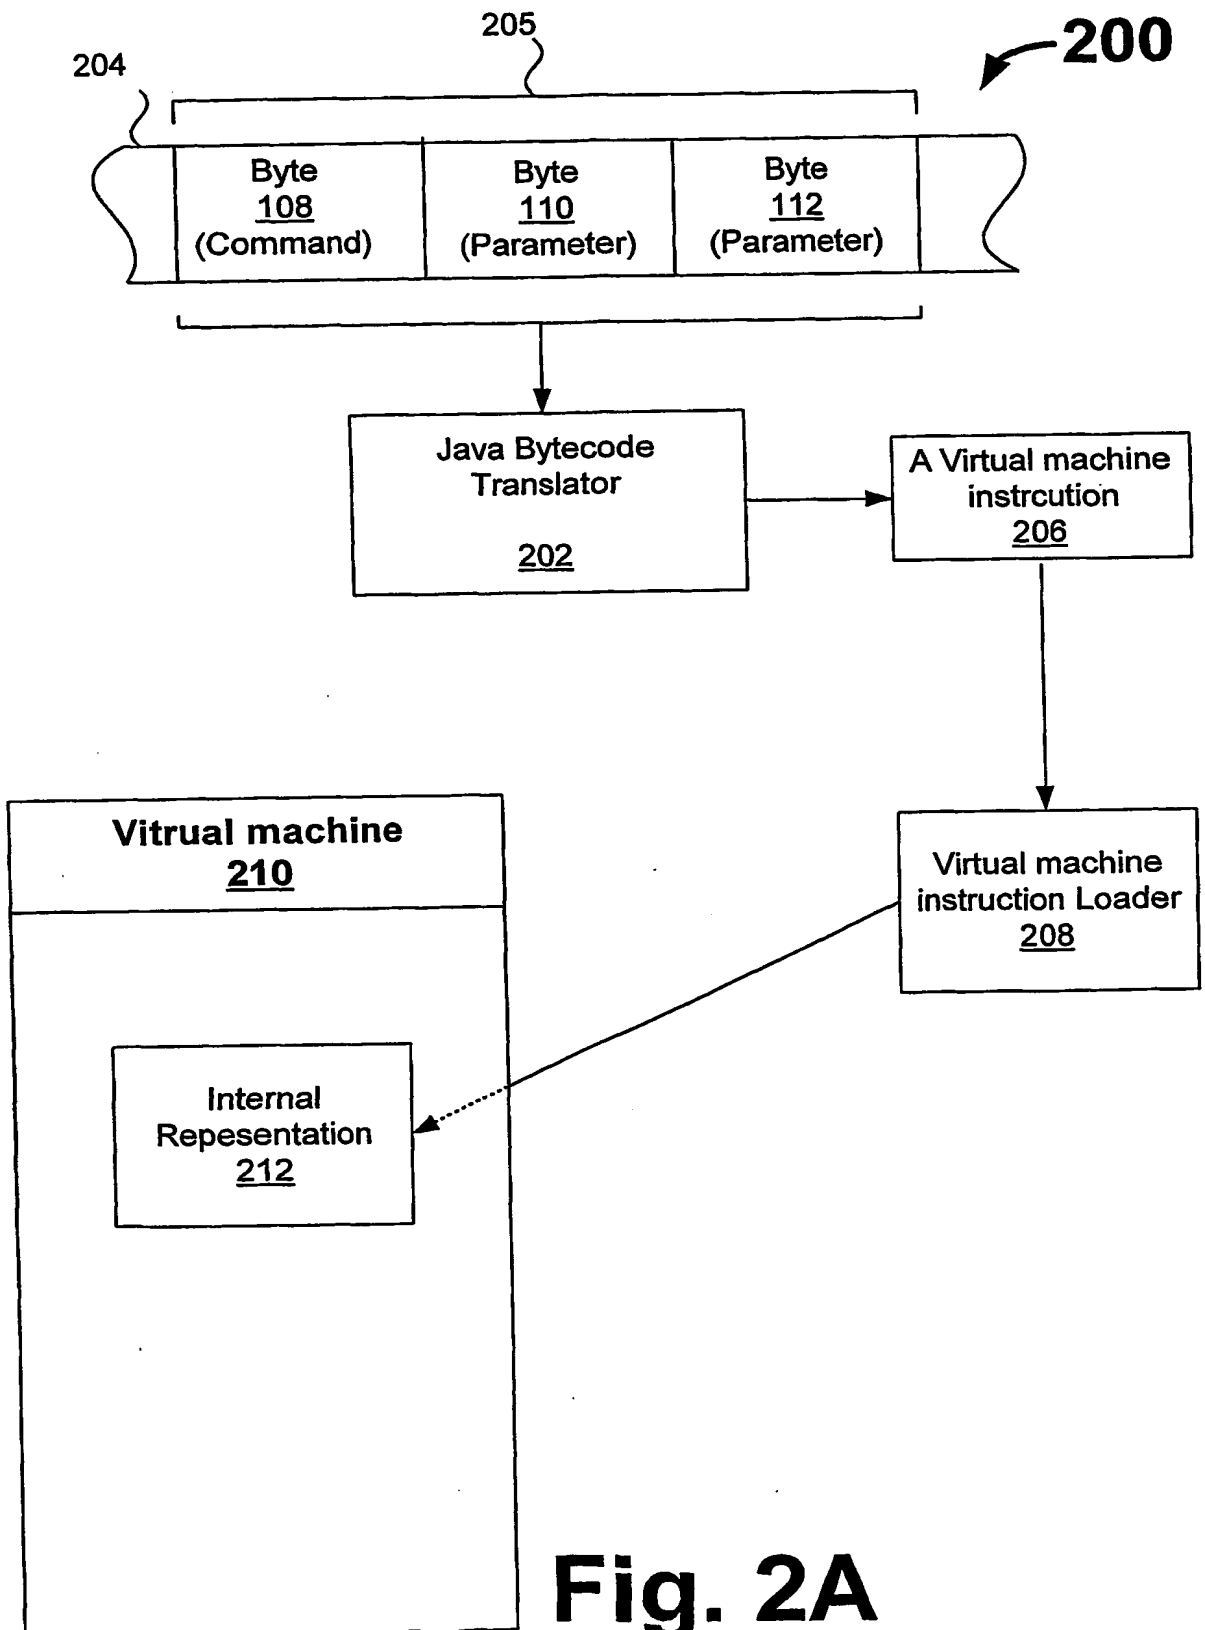 205
200
204
Byte
108
(Command)
Byte
110
(Parameter)
Byte
112
(Parameter)
Java Bytecode
Translator
202
A Virtual machine
instrcution
206
Vitrual machine
210
Virtual machine
instruction Loader
208
Internal
Repesentation
212
Fig. 2A